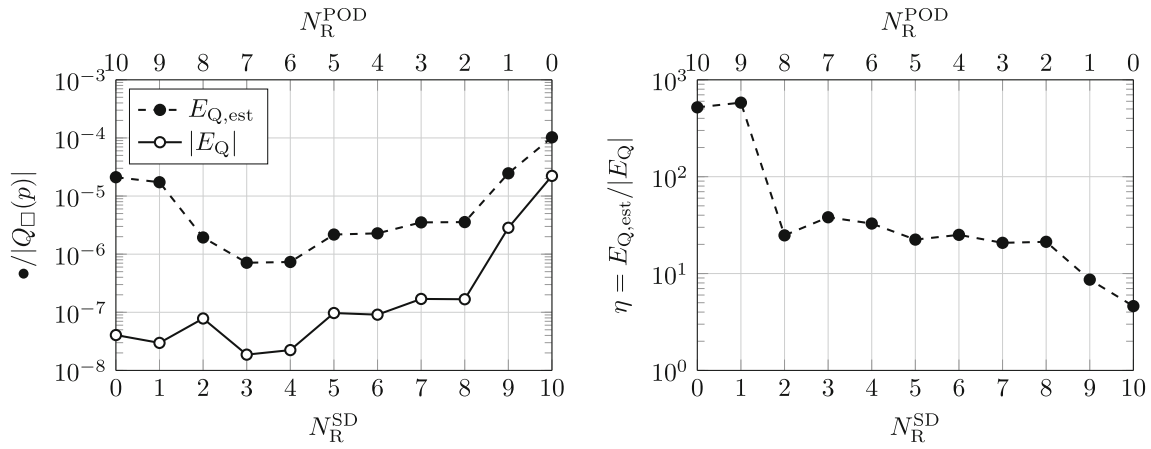 N_R^POD
10 9 8 7 6 5 4 3 2 1 0
10^−3
10^−4
10^−5
10^−6
10^−7
10^−8
●/|Q_□(p)|
E_Q,est
|E_Q|
0 1 2 3 4 5 6 7 8 9 10
N_R^SD
N_R^POD
10 9 8 7 6 5 4 3 2 1 0
10^3
10^2
10^1
10^0
η = E_Q,est/|E_Q|
0 1 2 3 4 5 6 7 8 9 10
N_R^SD